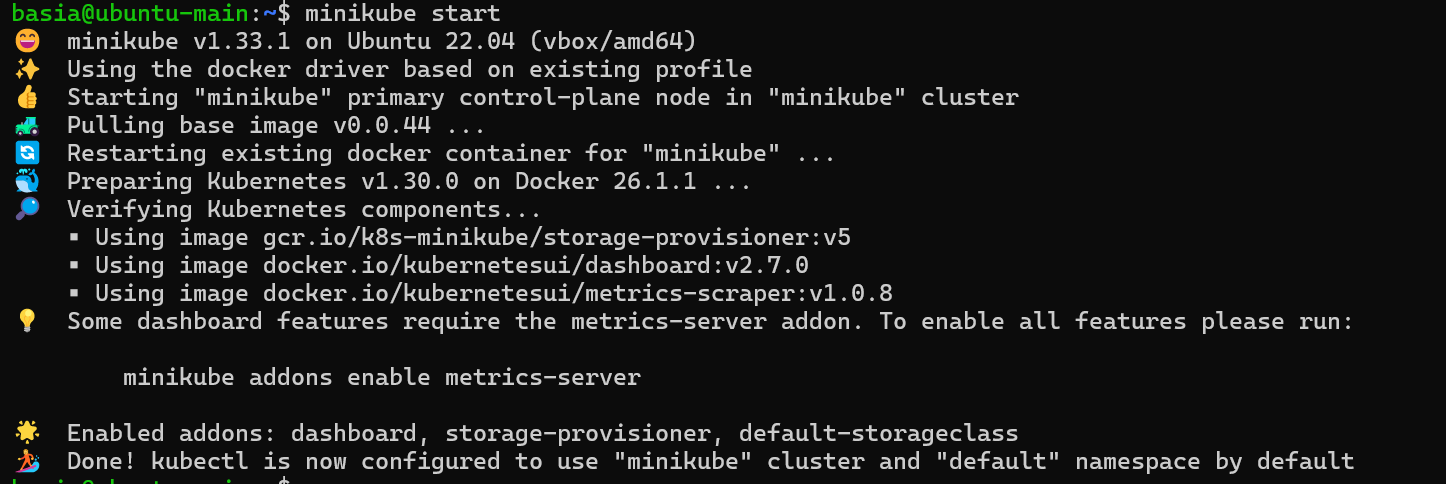 basia@ubuntu-main:~$ minikube start
😄 minikube v1.33.1 on Ubuntu 22.04 (vbox/amd64)
✨ Using the docker driver based on existing profile
👍 Starting "minikube" primary control-plane node in "minikube" cluster
🚜 Pulling base image v0.0.44 ...
🔄 Restarting existing docker container for "minikube" ...
🐳 Preparing Kubernetes v1.30.0 on Docker 26.1.1 ...
🔎 Verifying Kubernetes components...
▪ Using image gcr.io/k8s-minikube/storage-provisioner:v5
▪ Using image docker.io/kubernetesui/dashboard:v2.7.0
▪ Using image docker.io/kubernetesui/metrics-scraper:v1.0.8
💡 Some dashboard features require the metrics-server addon. To enable all features please run:
minikube addons enable metrics-server
🌟 Enabled addons: dashboard, storage-provisioner, default-storageclass
🏄 Done! kubectl is now configured to use "minikube" cluster and "default" namespace by default